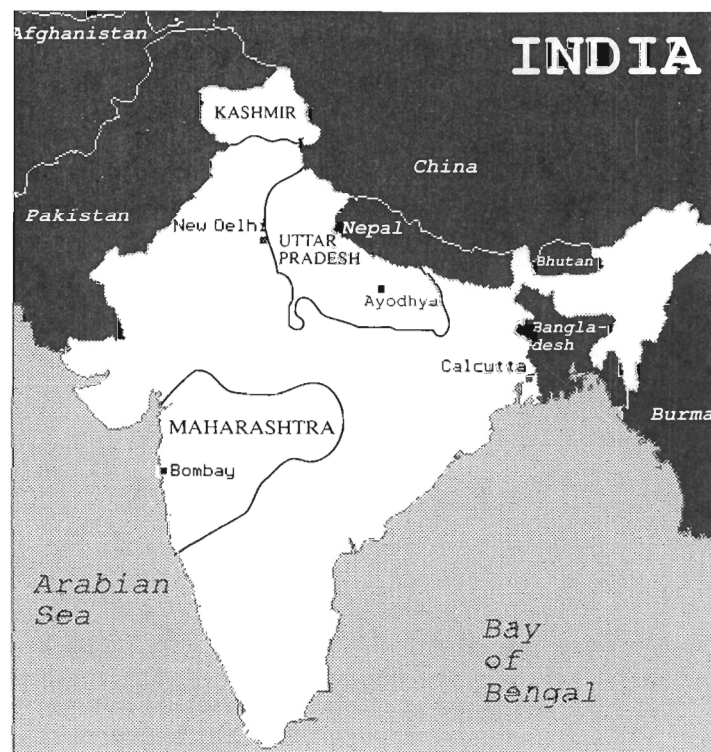 Afghanistan
INDIA
KASHMIR
China
Pakistan
New Delhi
UTTAR
PRADESH
Nepal
Bhutan
Ayodhya
Bangla-
desh
Calcutta
Burma
MAHARASHTRA
Bombay
Arabian
Sea
Bay
of
Bengal